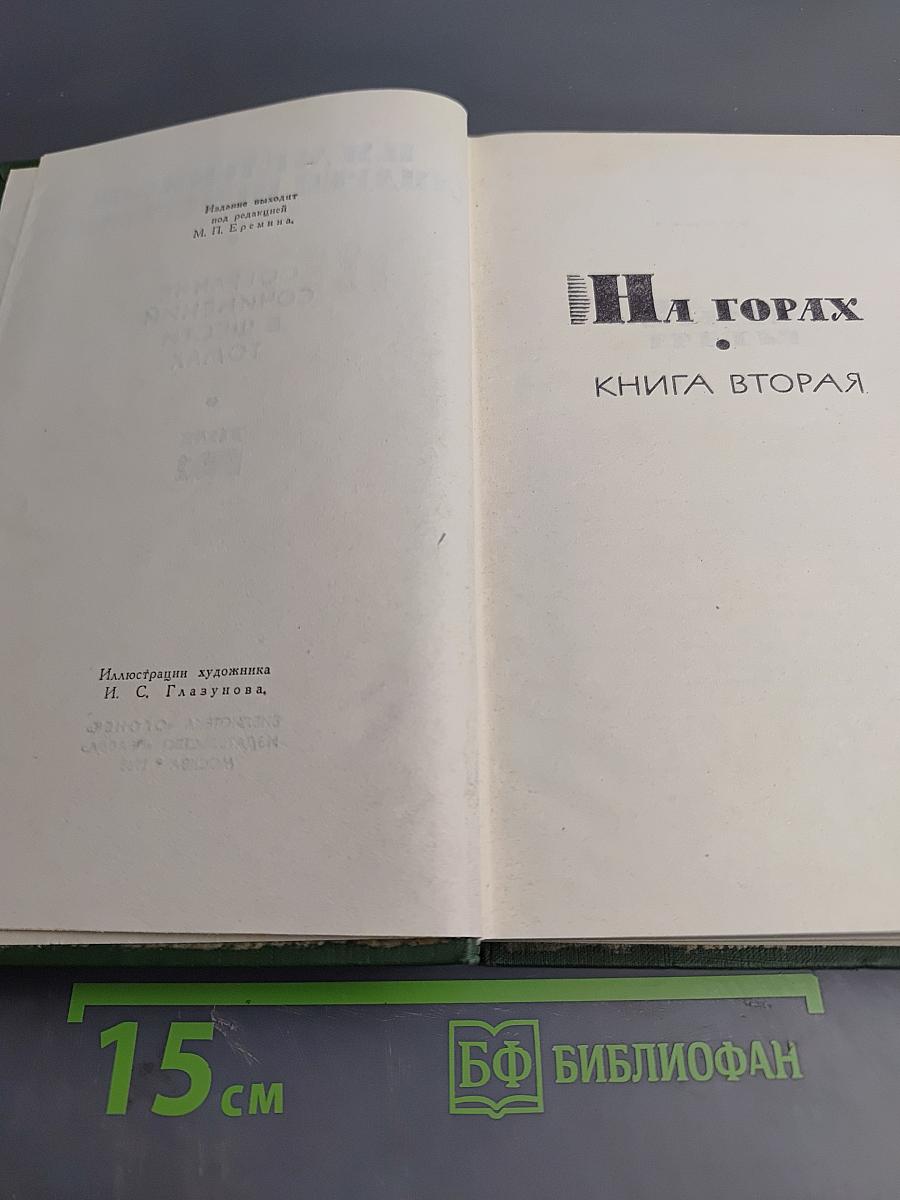 Издание выходит
под редакцией
М. П. Еремина.
Иллюстрации художника
И. С. Глазунова.
На горах
•
КНИГА ВТОРАЯ
15 см
БФ БИБЛИОФАН